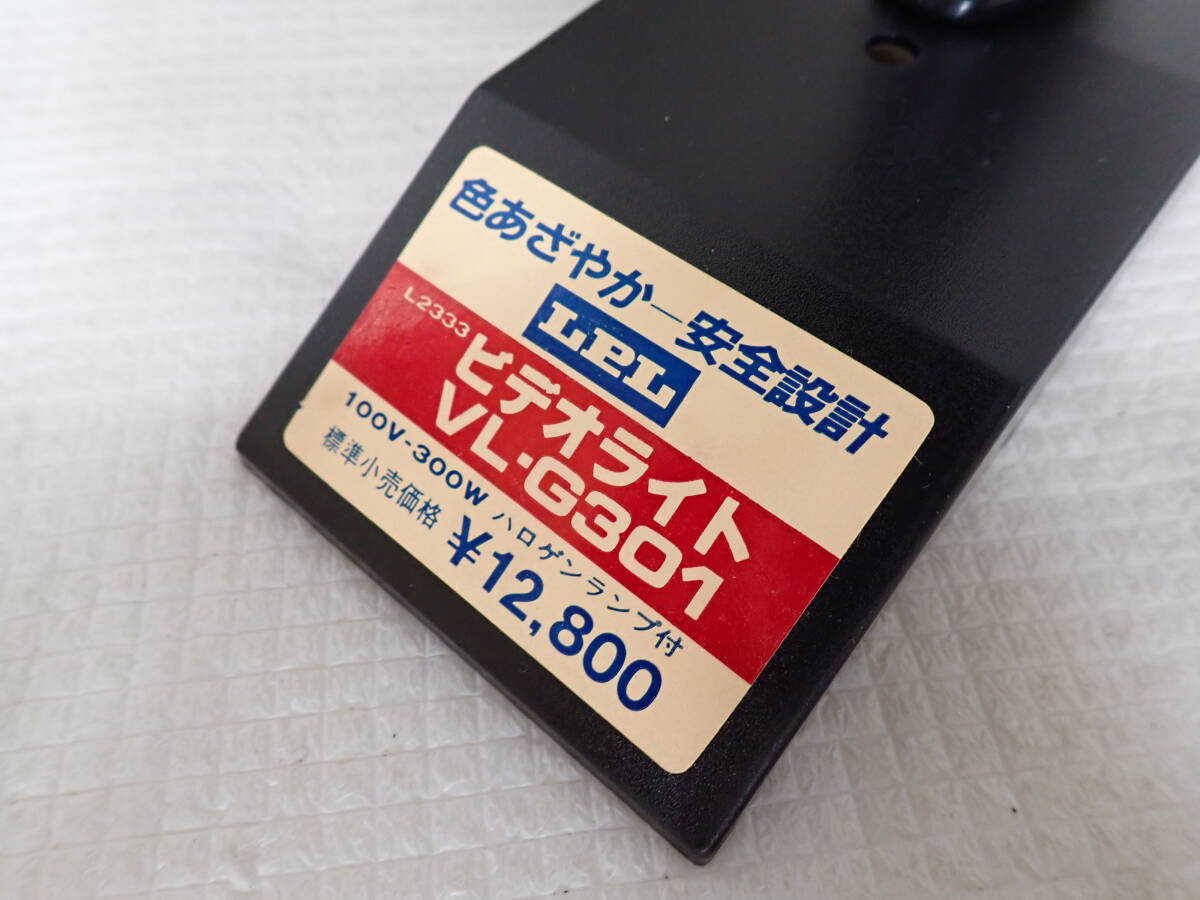 色あざやか―安全設計
LPL
L2333 ビデオライト
VL-G301
100V-300W ハロゲンランプ付
標準小売価格 ¥12,800